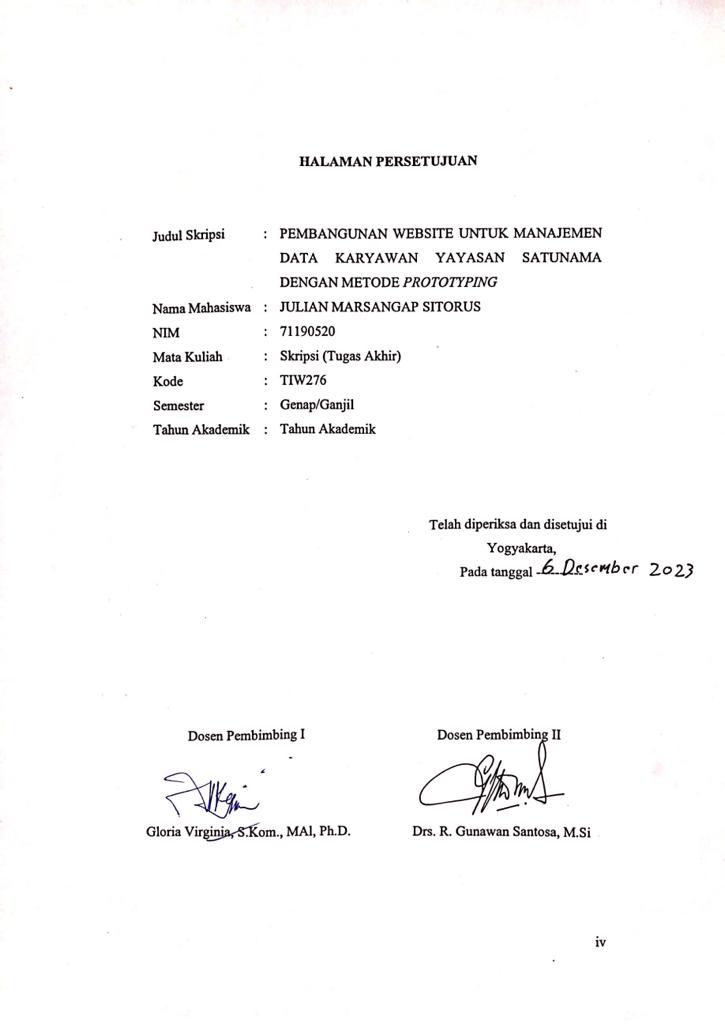 HALAMAN PERSETUJUAN
Judul Skripsi : PEMBANGUNAN WEBSITE UNTUK MANAJEMEN
DATA KARYAWAN YAYASAN SATUNAMA
DENGAN METODE PROTOTYPING
Nama Mahasiswa : JULIAN MARSANGAP SITORUS
NIM : 71190520
Mata Kuliah : Skripsi (Tugas Akhir)
Kode : TIW276
Semester : Genap/Ganjil
Tahun Akademik : Tahun Akademik
Telah diperiksa dan disetujui di
Yogyakarta,
Pada tanggal 6 Desember 2023
Dosen Pembimbing I Dosen Pembimbing II
Gloria Virginia, S.Kom., MAI, Ph.D. Drs. R. Gunawan Santosa, M.Si
iv